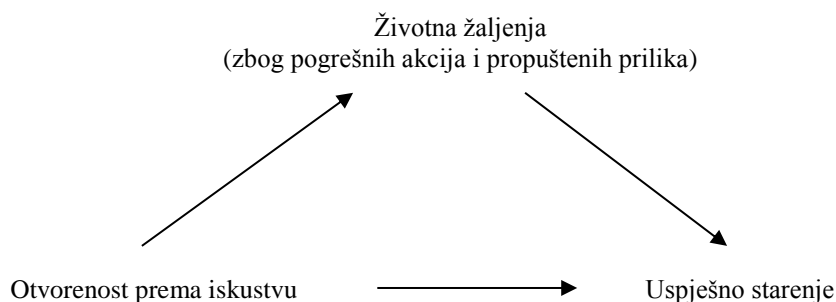 Životna žaljenja
(zbog pogrešnih akcija i propuštenih prilika)
Otvorenost prema iskustvu
Uspješno starenje